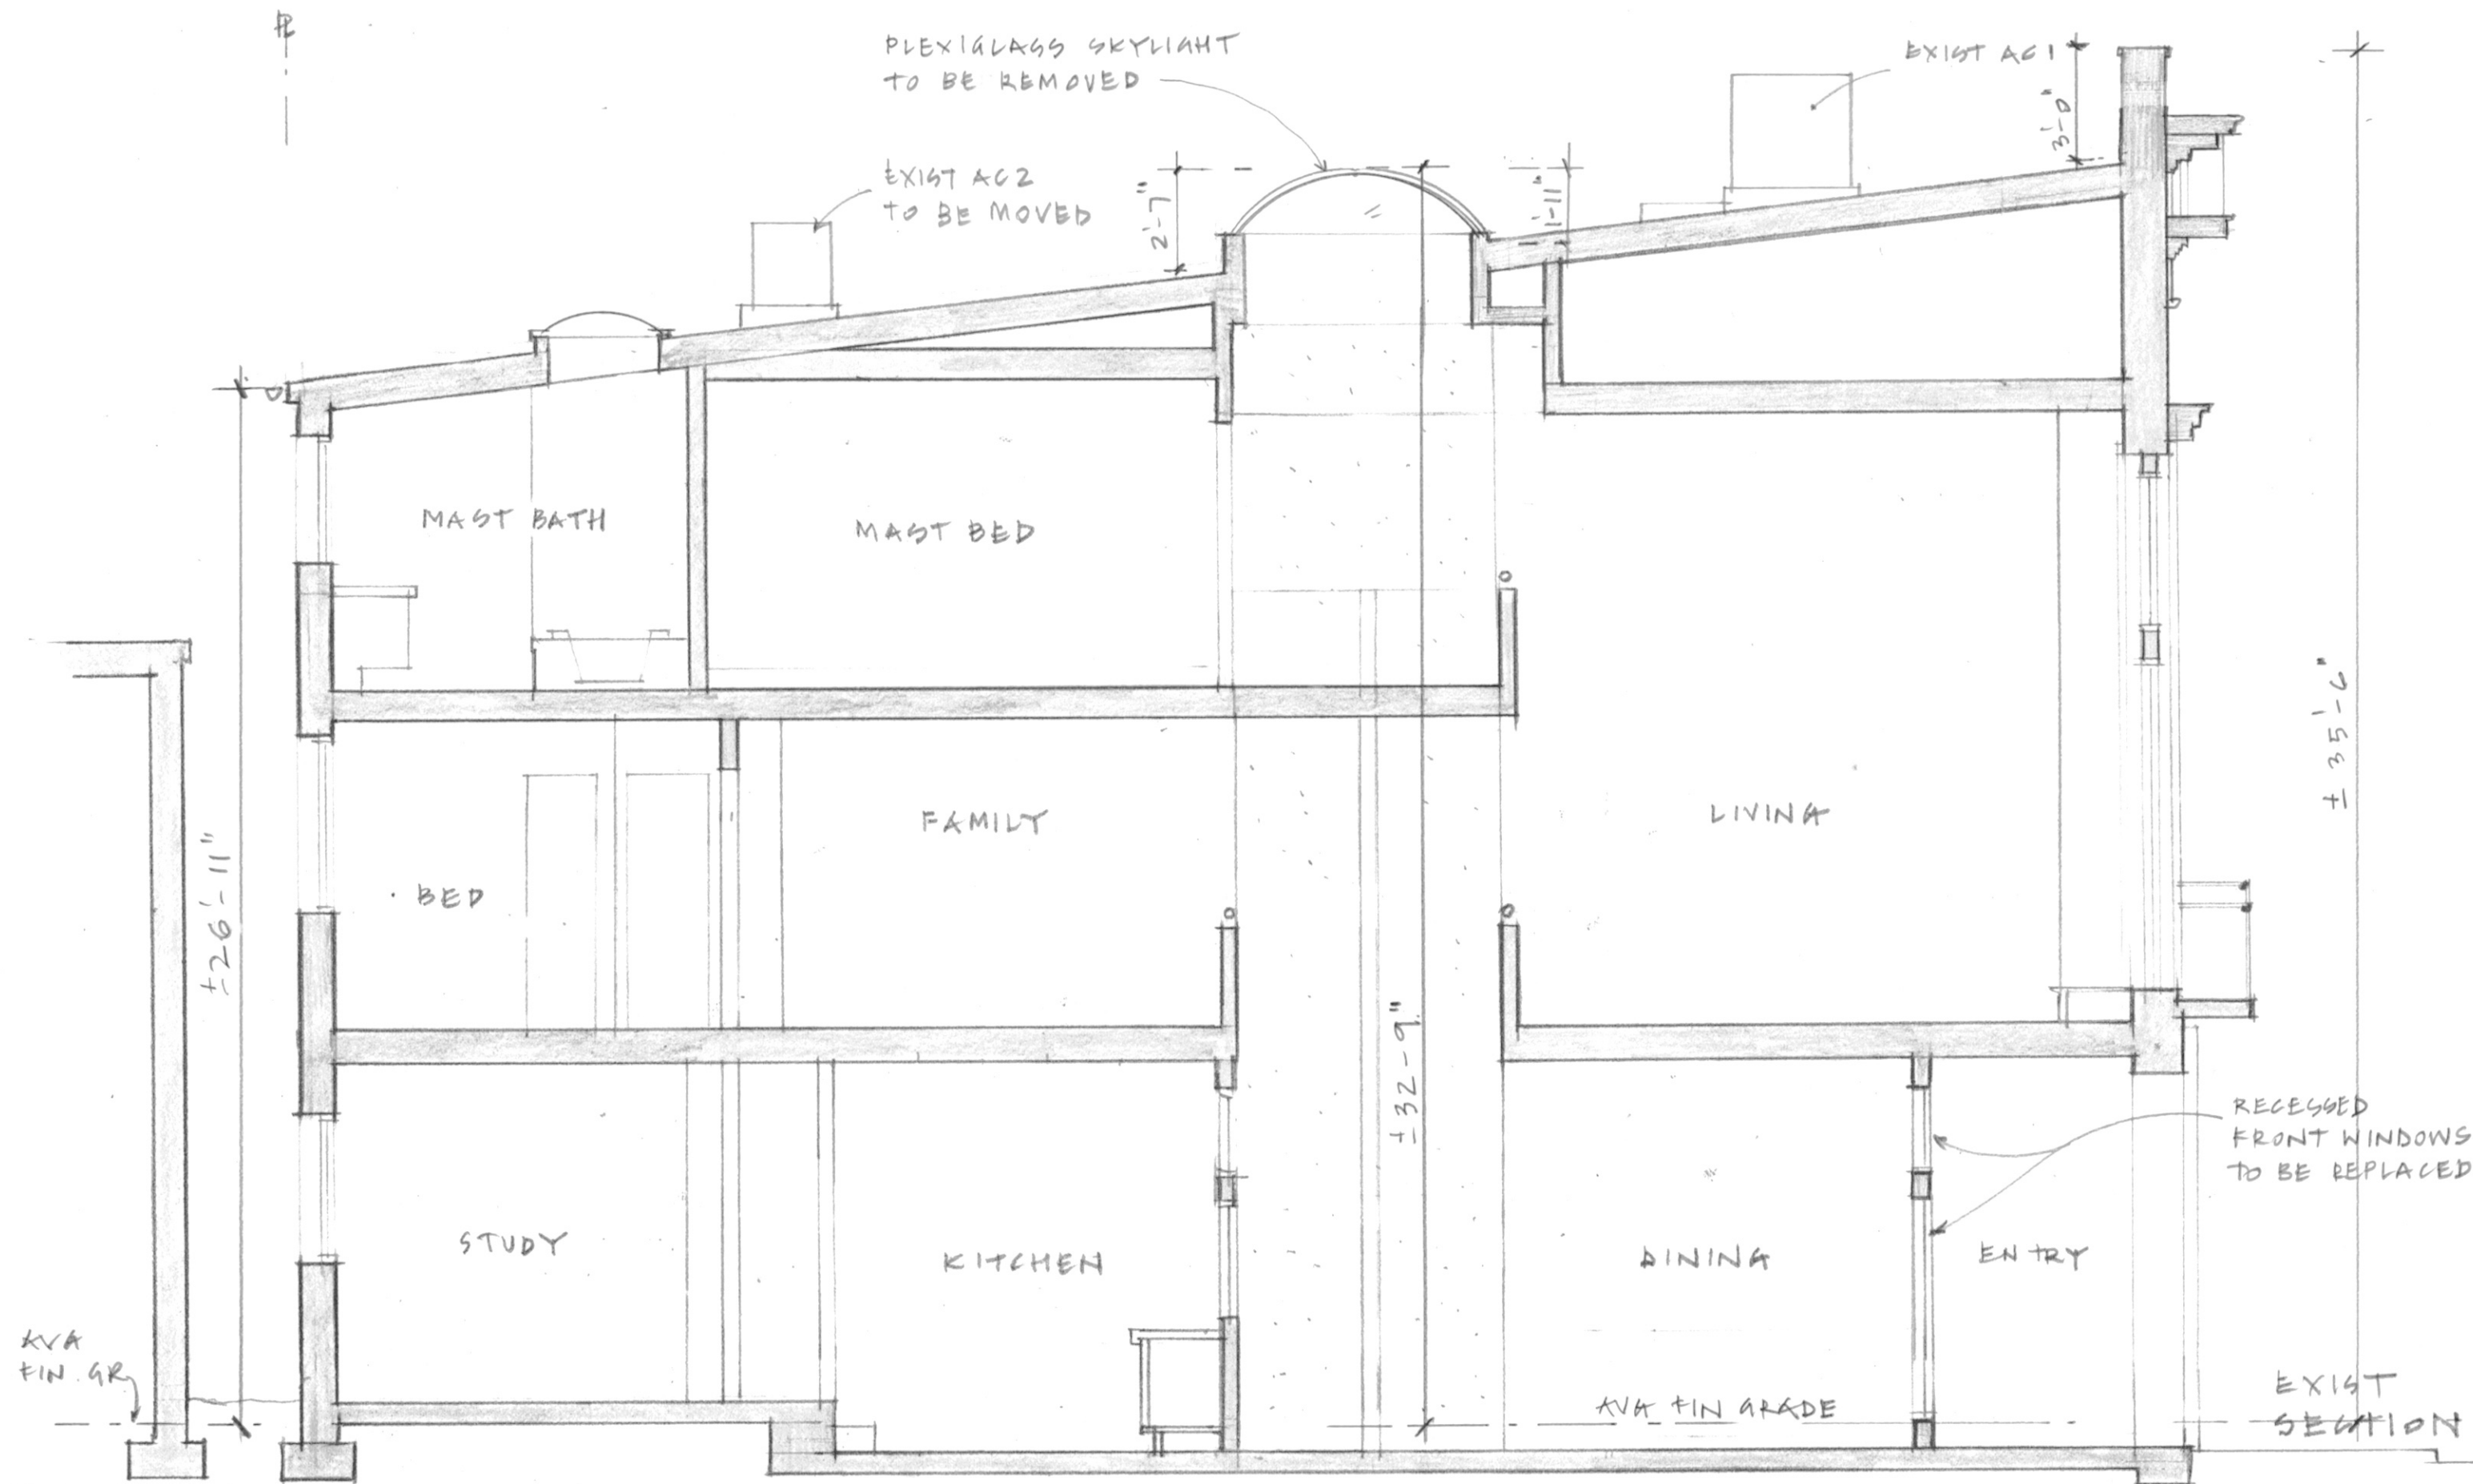 PL
PLEXIGLASS SKYLIGHT
TO BE REMOVED
EXIST AC1
3'-0"
EXIST AC2
TO BE MOVED
2'-7"
1'-11"
MAST BATH
MAST BED
±35'-6"
FAMILY
LIVING
BED
±26'-11"
±32'-9"
RECESSED
FRONT WINDOWS
TO BE REPLACED
STUDY
KITCHEN
DINING
ENTRY
AVG
FIN. GR
AVG FIN GRADE
EXIST
SECTION